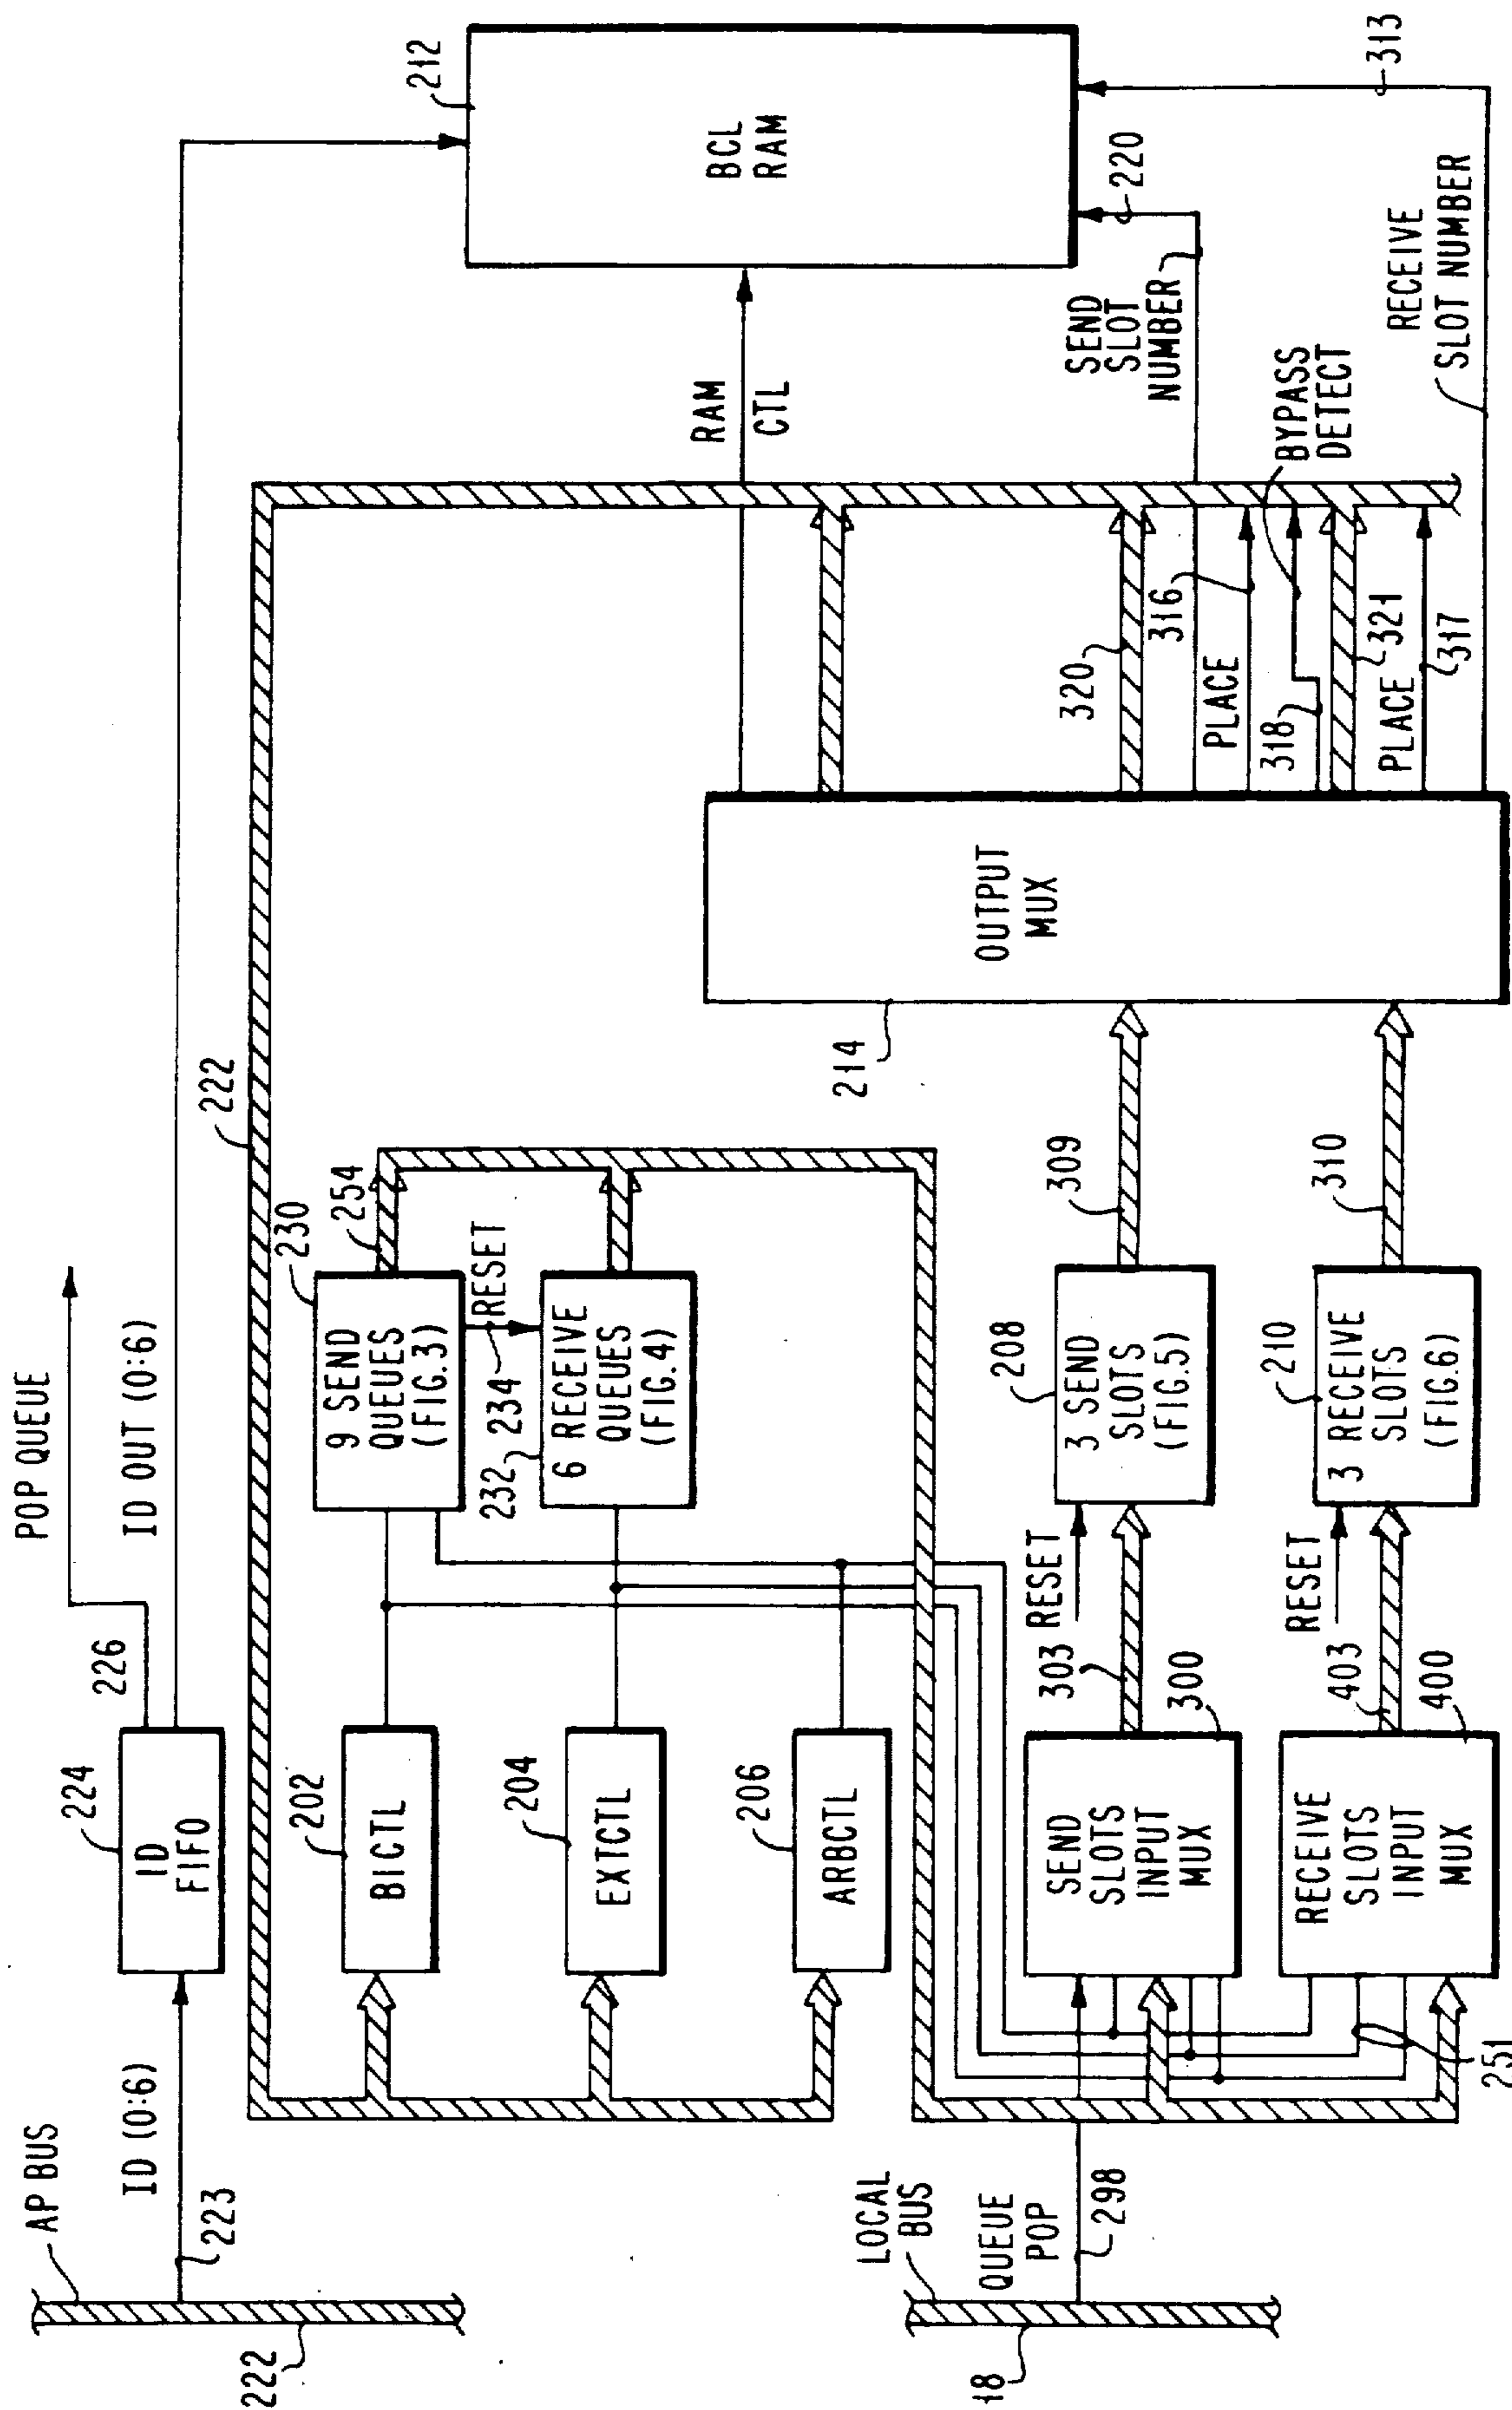 AP BUS
222
ID (0:6)
223
224
ID
FIFO
226
POP QUEUE
ID OUT (0:6)
222
212
BCL
RAM
202
BICTL
204
EXTCTL
206
ARBCTL
230
254
9 SEND
QUEUES
(FIG.3)
RESET
234
232
6 RECEIVE
QUEUES
(FIG.4)
RAM
CTL
SEND
SLOT
NUMBER
220
313
RECEIVE
SLOT NUMBER
LOCAL
BUS
18
QUEUE
POP
298
SEND
SLOTS
INPUT
MUX
300
303
RESET
208
3 SEND
SLOTS
(FIG.5)
309
RECEIVE
SLOTS
INPUT
MUX
400
403
RESET
210
3 RECEIVE
SLOTS
(FIG.6)
310
251
214
OUTPUT
MUX
320
316
PLACE
318
BYPASS
DETECT
321
PLACE
317